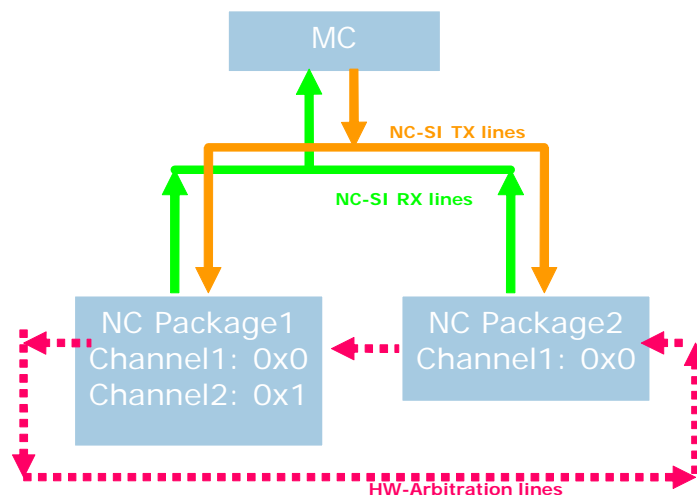 MC
NC-SI TX lines
NC-SI RX lines
NC Package1
Channel1: 0x0
Channel2: 0x1
NC Package2
Channel1: 0x0
HW-Arbitration lines